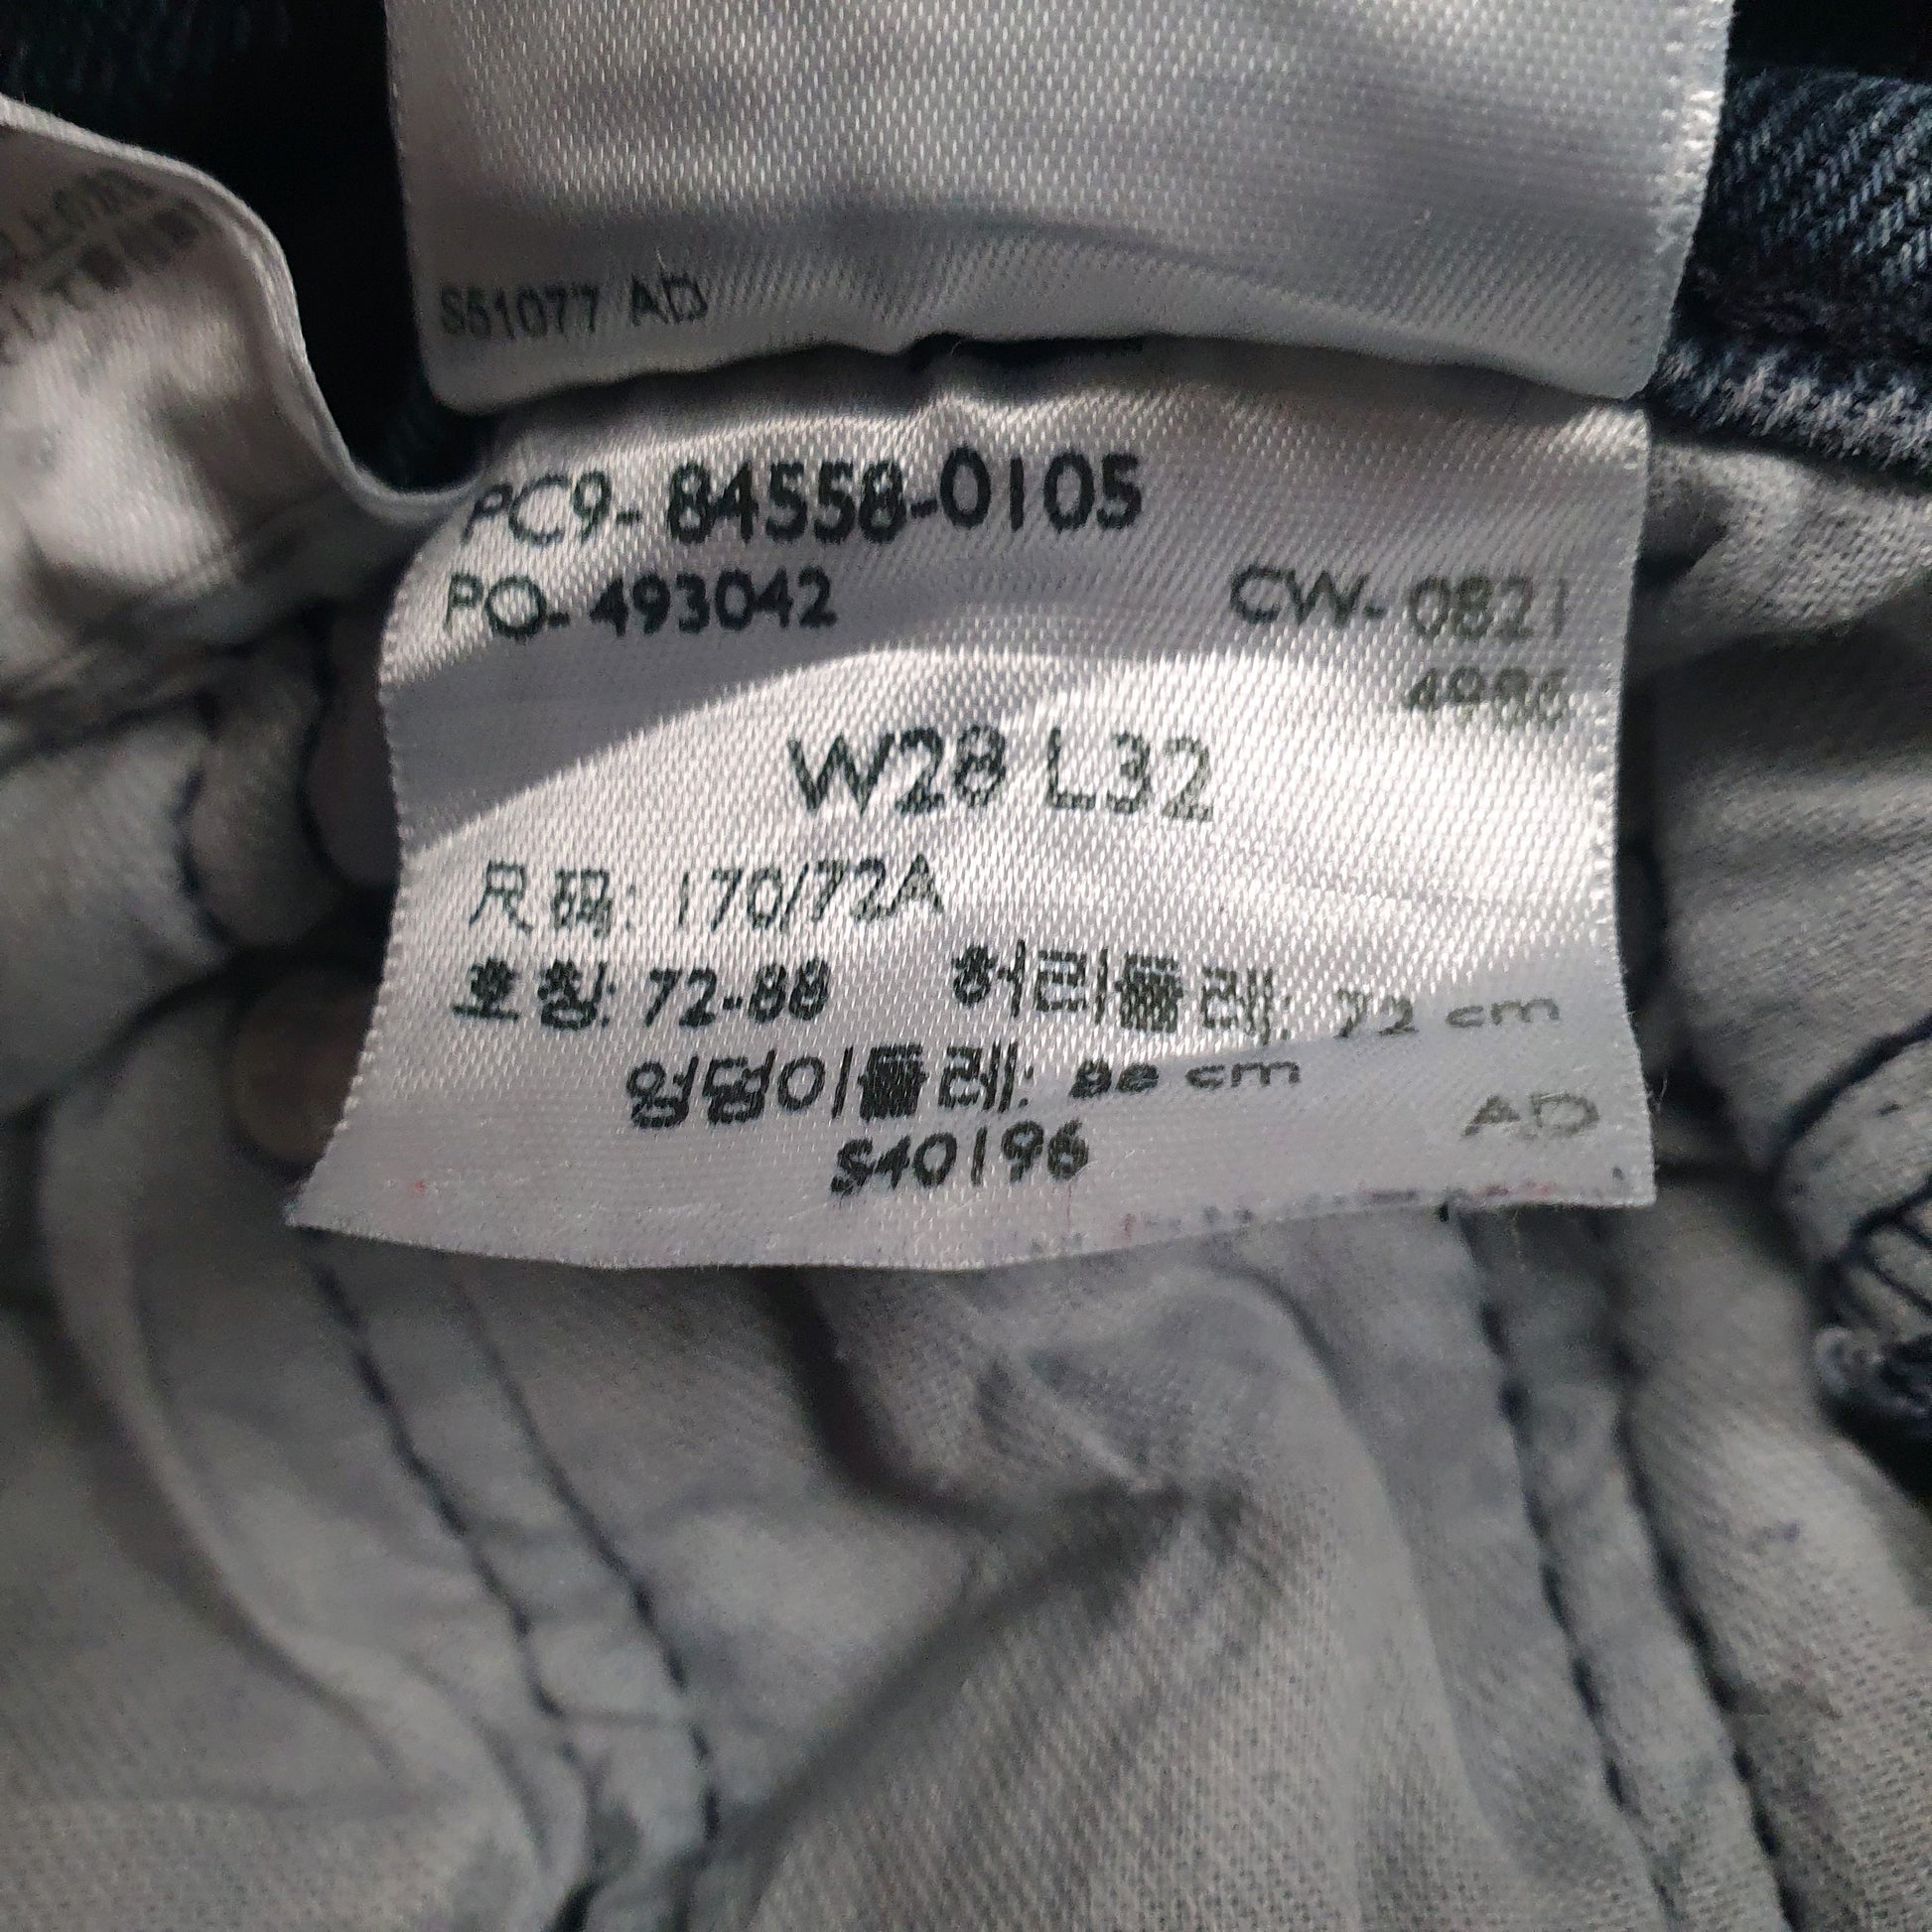 S51077 AD
PC9- 84558-0105
PO- 493042 CW- 0821
4986
W28 L32
尺码: 170/72A
호칭: 72-88 허리둘레: 72 cm
엉덩이둘레: 88 cm
AD
S40196